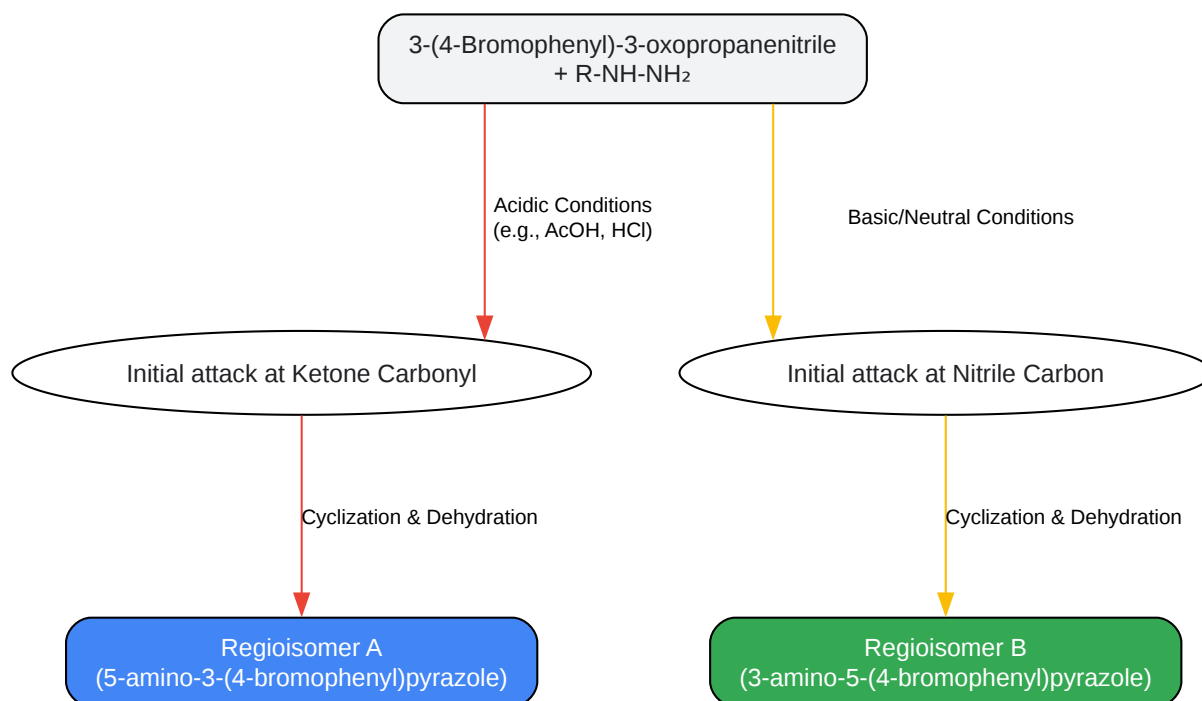 3-(4-Bromophenyl)-3-oxopropanenitrile
+ R-NH-NH₂
Acidic Conditions
(e.g., AcOH, HCl)
Basic/Neutral Conditions
Initial attack at Ketone Carbonyl
Initial attack at Nitrile Carbon
Cyclization & Dehydration
Cyclization & Dehydration
Regioisomer A
(5-amino-3-(4-bromophenyl)pyrazole)
Regioisomer B
(3-amino-5-(4-bromophenyl)pyrazole)